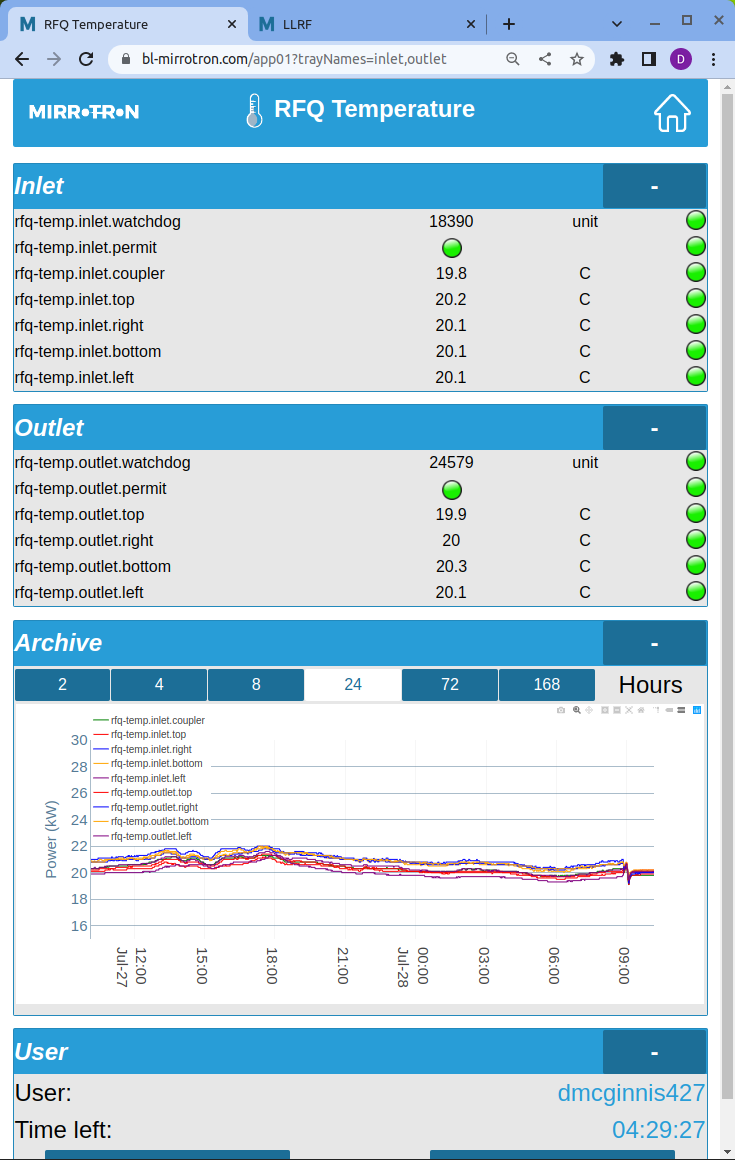 RFQ Temperature
LLRF
bl-mirrotron.com/app01?trayNames=inlet,outlet
D
MIRROTRON
RFQ Temperature
Inlet -
rfq-temp.inlet.watchdog 18390 unit
rfq-temp.inlet.permit
rfq-temp.inlet.coupler 19.8 C
rfq-temp.inlet.top 20.2 C
rfq-temp.inlet.right 20.1 C
rfq-temp.inlet.bottom 20.1 C
rfq-temp.inlet.left 20.1 C
Outlet -
rfq-temp.outlet.watchdog 24579 unit
rfq-temp.outlet.permit
rfq-temp.outlet.top 19.9 C
rfq-temp.outlet.right 20 C
rfq-temp.outlet.bottom 20.3 C
rfq-temp.outlet.left 20.1 C
Archive -
2 4 8 24 72 168 Hours
rfq-temp.inlet.coupler
rfq-temp.inlet.top
rfq-temp.inlet.right
rfq-temp.inlet.bottom
rfq-temp.inlet.left
rfq-temp.outlet.top
rfq-temp.outlet.right
rfq-temp.outlet.bottom
rfq-temp.outlet.left
Power (kW)
30
28
26
24
22
20
18
16
12:00
Jul-27
15:00
18:00
21:00
00:00
Jul-28
03:00
06:00
09:00
User -
User: dmcginnis427
Time left: 04:29:27